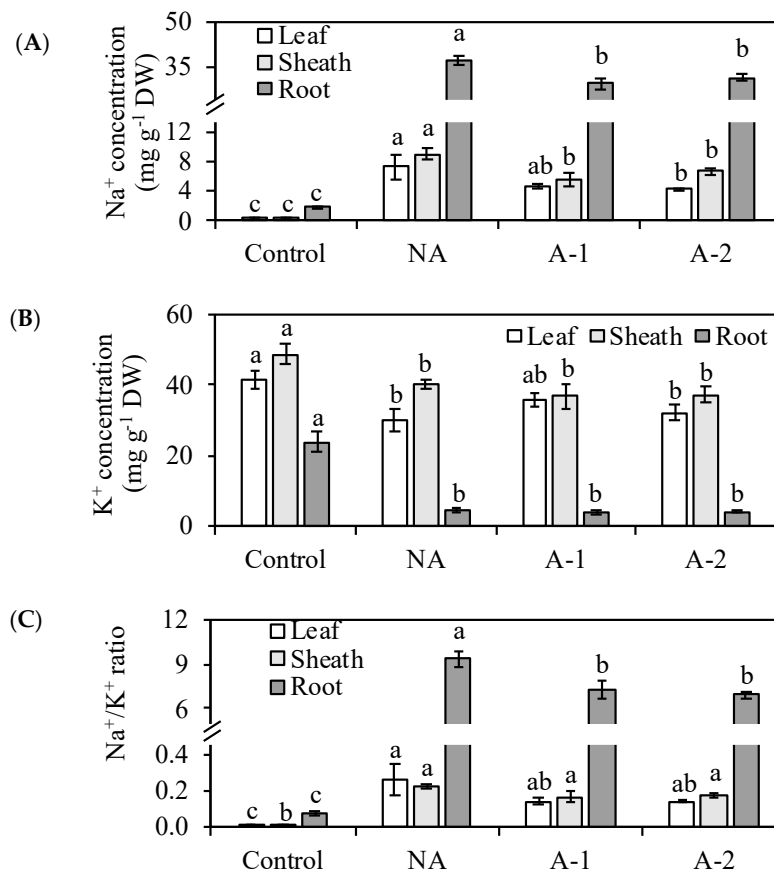 (A)
Na⁺ concentration
(mg g⁻¹ DW)
50
35
12
8
4
0
Leaf
Sheath
Root
c c c
a a a
ab b b
b b b
Control NA A-1 A-2
(B)
K⁺ concentration
(mg g⁻¹ DW)
60
40
20
0
Leaf Sheath Root
a a a
b b b
ab b b
b b b
Control NA A-1 A-2
(C)
Na⁺/K⁺ ratio
12
9
6
0.4
0.2
0.0
Leaf
Sheath
Root
c b c
a a a
ab a b
ab a b
Control NA A-1 A-2